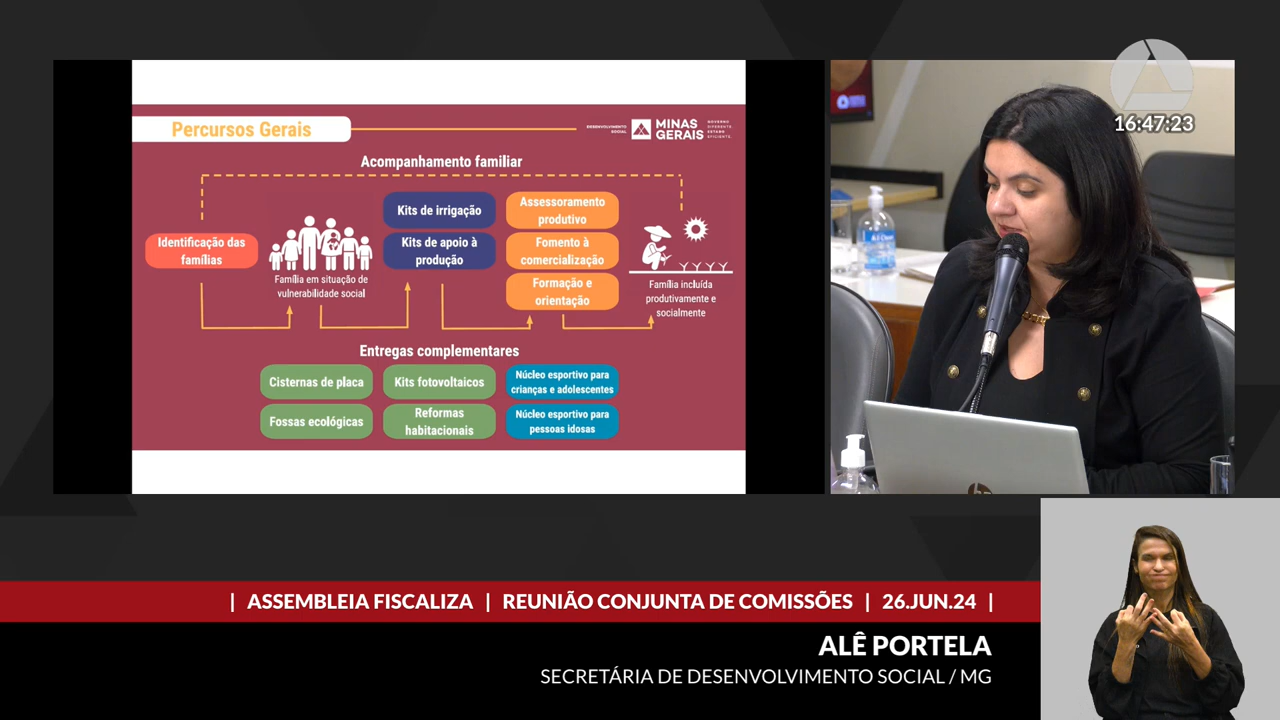 Percursos Gerais
DESENVOLVIMENTO
SOCIAL
MINAS
GERAIS
GOVERNO
DIFERENTE.
ESTADO
EFICIENTE.
Acompanhamento familiar
Identificação das
famílias
Família em situação de
vulnerabilidade social
Kits de irrigação
Kits de apoio à
produção
Assessoramento
produtivo
Fomento à
comercialização
Formação e
orientação
Família incluída
produtivamente e
socialmente
Entregas complementares
Cisternas de placa
Kits fotovoltaicos
Núcleo esportivo para
crianças e adolescentes
Fossas ecológicas
Reformas
habitacionais
Núcleo esportivo para
pessoas idosas
16:47:23
| ASSEMBLEIA FISCALIZA | REUNIÃO CONJUNTA DE COMISSÕES | 26.JUN.24 |
ALÊ PORTELA
SECRETÁRIA DE DESENVOLVIMENTO SOCIAL / MG